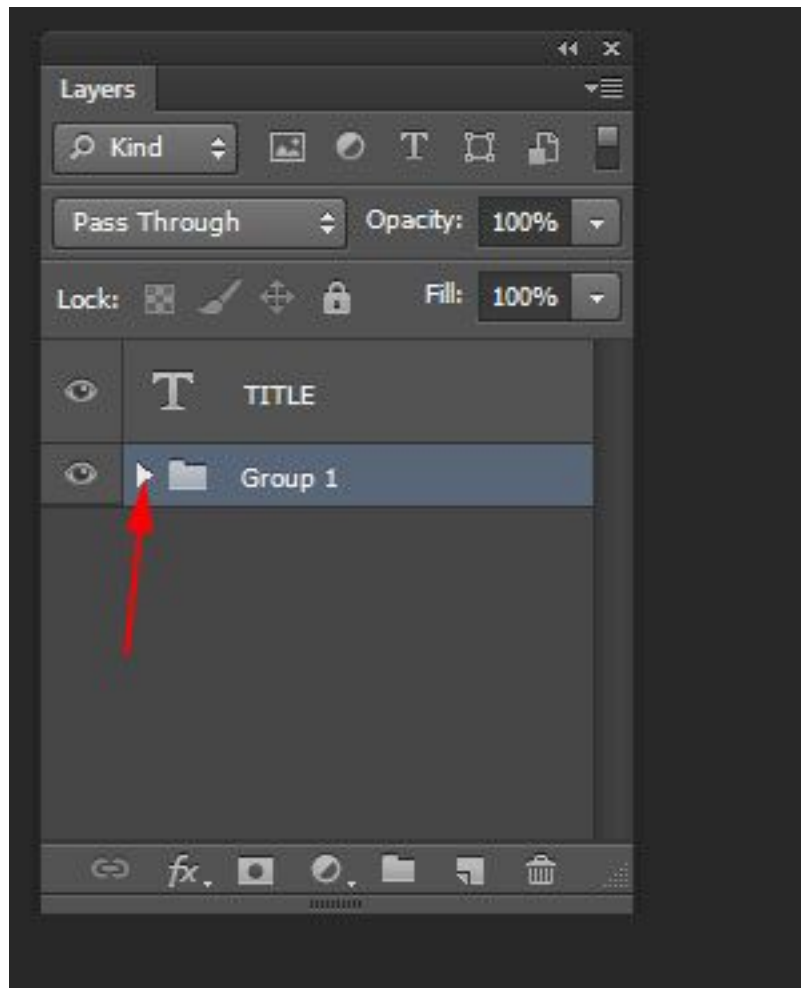 Layers
Kind T
Pass Through Opacity: 100%
Lock: Fill: 100%
T TITLE
Group 1
fx.